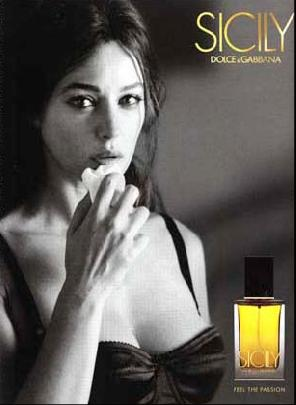 SICILY
DOLCE & GABBANA
SICILY
FEEL THE PASSION